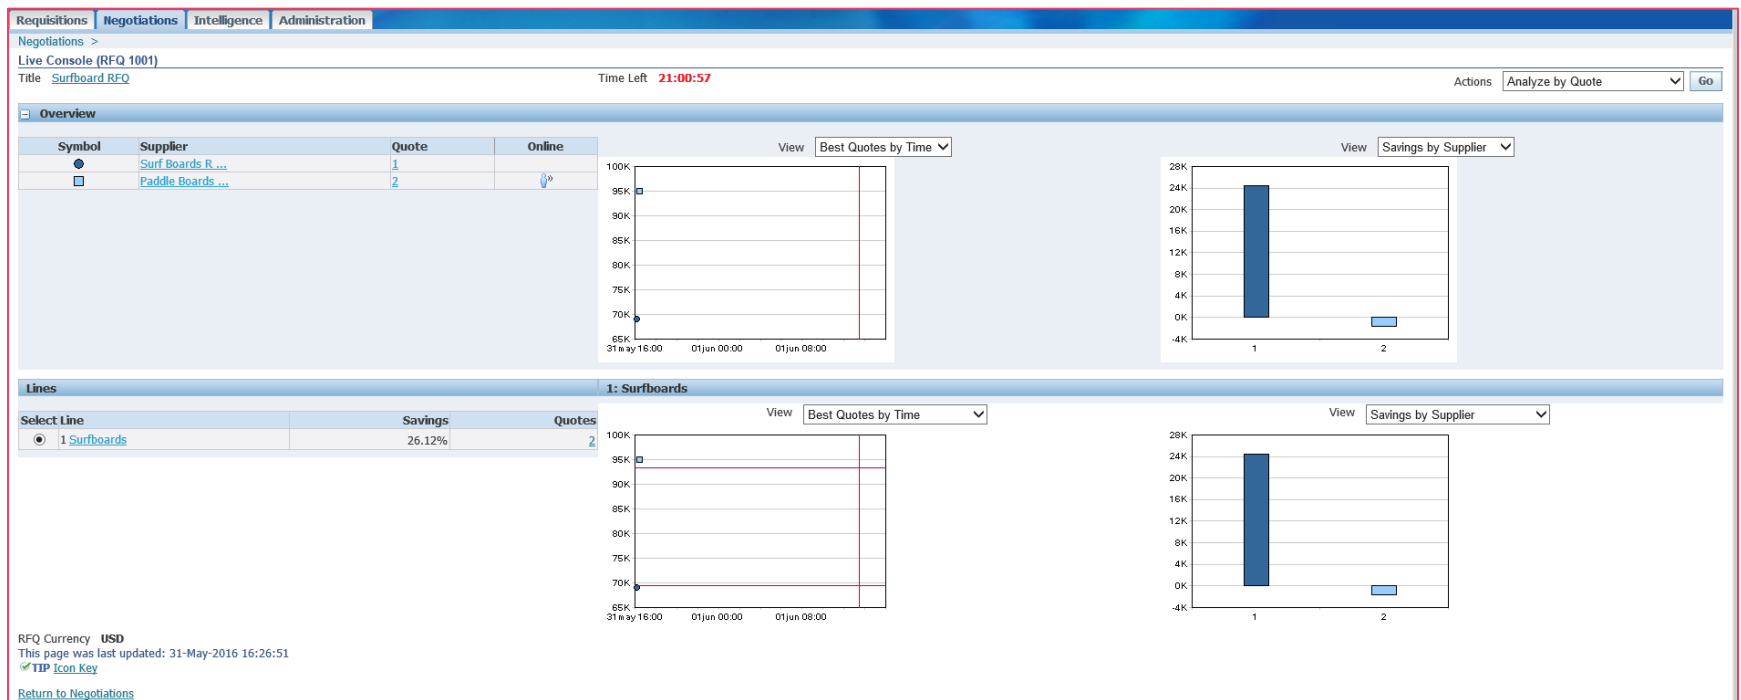 Requisitions Negotiations Intelligence Administration
Negotiations >
Live Console (RFQ 1001)
Title Surfboard RFQ Time Left 21:00:57 Actions Analyze by Quote Go
Overview
Symbol Supplier Quote Online
Surf Boards R ... 1
Paddle Boards ... 2
View Best Quotes by Time
100K
95K
90K
85K
80K
75K
70K
65K
31may 16:00 01jun 00:00 01jun 08:00
View Savings by Supplier
28K
24K
20K
16K
12K
8K
4K
0K
-4K
1 2
Lines
Select Line Savings Quotes
1 Surfboards 26.12% 2
1: Surfboards
View Best Quotes by Time
100K
95K
90K
85K
80K
75K
70K
65K
31may 16:00 01jun 00:00 01jun 08:00
View Savings by Supplier
28K
24K
20K
16K
12K
8K
4K
0K
-4K
1 2
RFQ Currency USD
This page was last updated: 31-May-2016 16:26:51
TIP Icon Key
Return to Negotiations